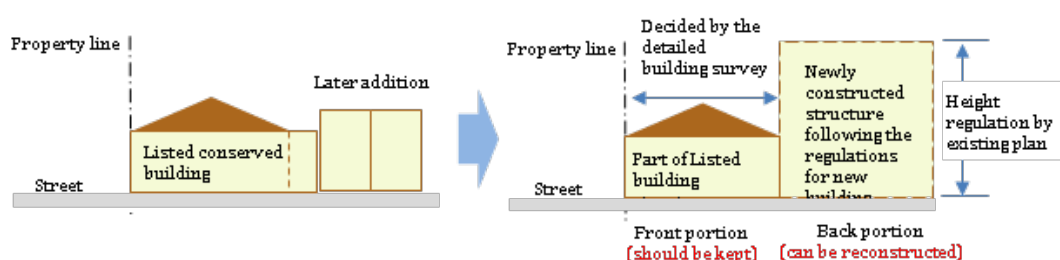 Property line
Later addition
Listed conserved
building
Street
Property line
Decided by the
detailed
building survey
Newly
constructed
structure
following the
regulations
for new
building
Height
regulation by
existing plan
Part of Listed
building
Street
Front portion
(should be kept)
Back portion
(can be reconstructed)